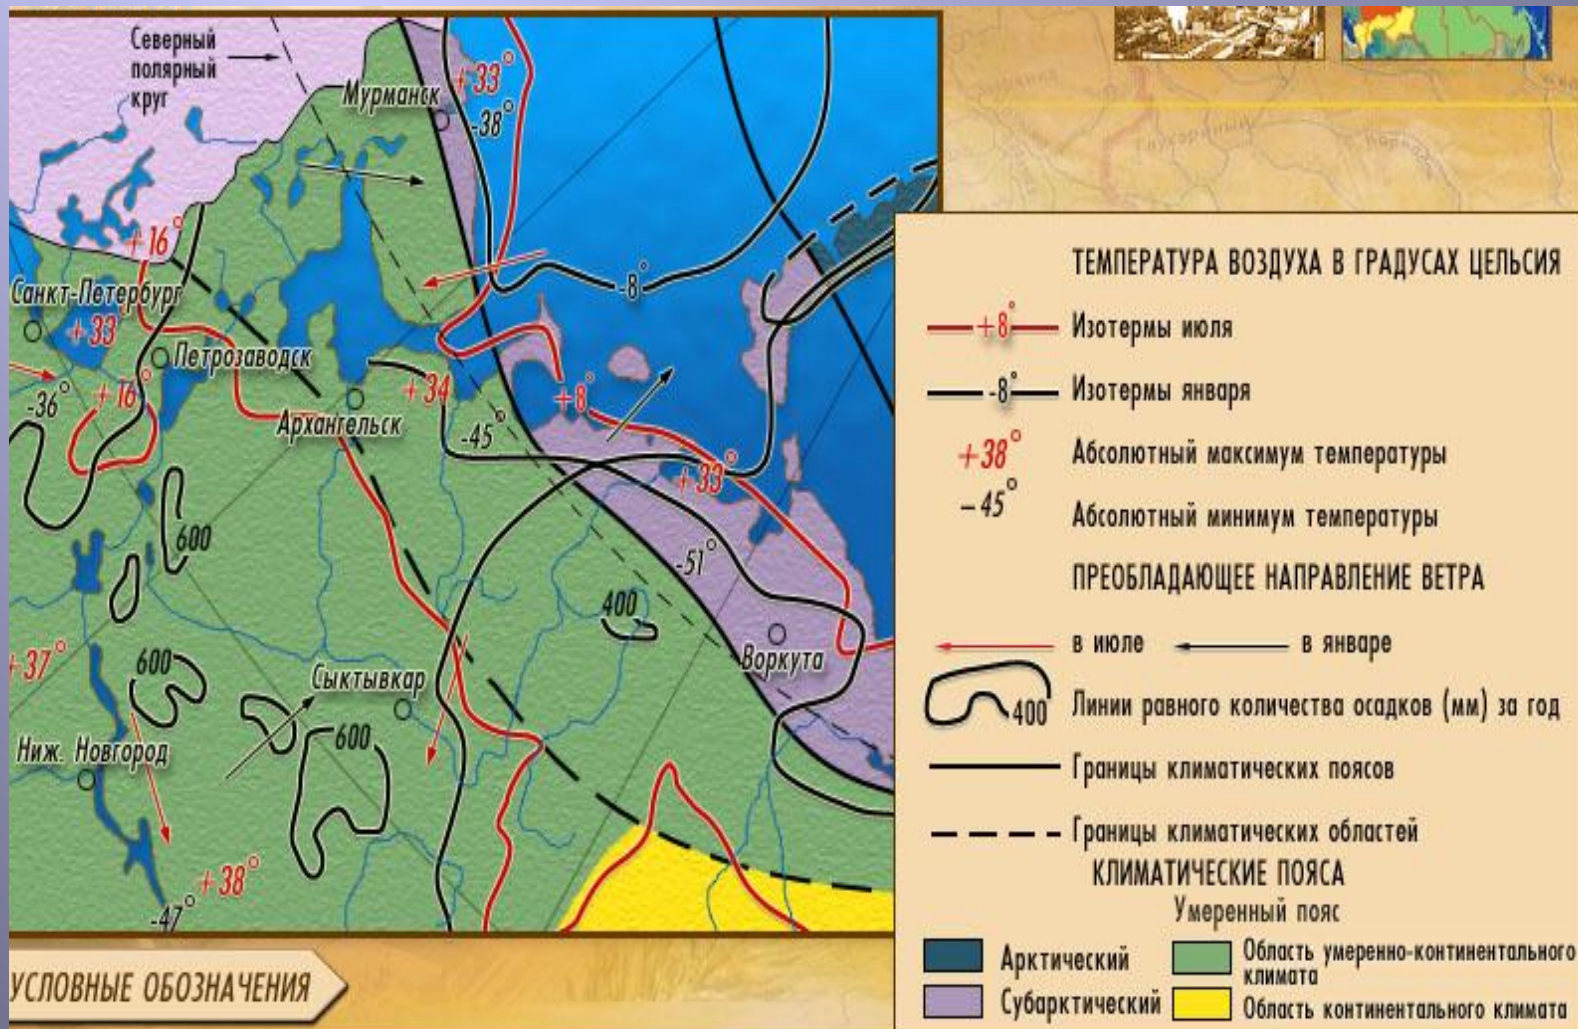 Северный
полярный
круг
Мурманск
+33°
-38°
+16°
Санкт-Петербург
+33
Петрозаводск
-8°
+16°
-36°
+34
Архангельск
+8°
-45°
+33°
-51°
600
400
+37°
600
Сыктывкар
Воркута
600
Ниж. Новгород
+38°
-47°
УСЛОВНЫЕ ОБОЗНАЧЕНИЯ
ТЕМПЕРАТУРА ВОЗДУХА В ГРАДУСАХ ЦЕЛЬСИЯ
+8° Изотермы июля
-8° Изотермы января
+38° Абсолютный максимум температуры
-45° Абсолютный минимум температуры
ПРЕОБЛАДАЮЩЕЕ НАПРАВЛЕНИЕ ВЕТРА
в июле в январе
400 Линии равного количества осадков (мм) за год
Границы климатических поясов
Границы климатических областей
КЛИМАТИЧЕСКИЕ ПОЯСА
Умеренный пояс
Арктический
Субарктический
Область умеренно-континентального
климата
Область континентального климата